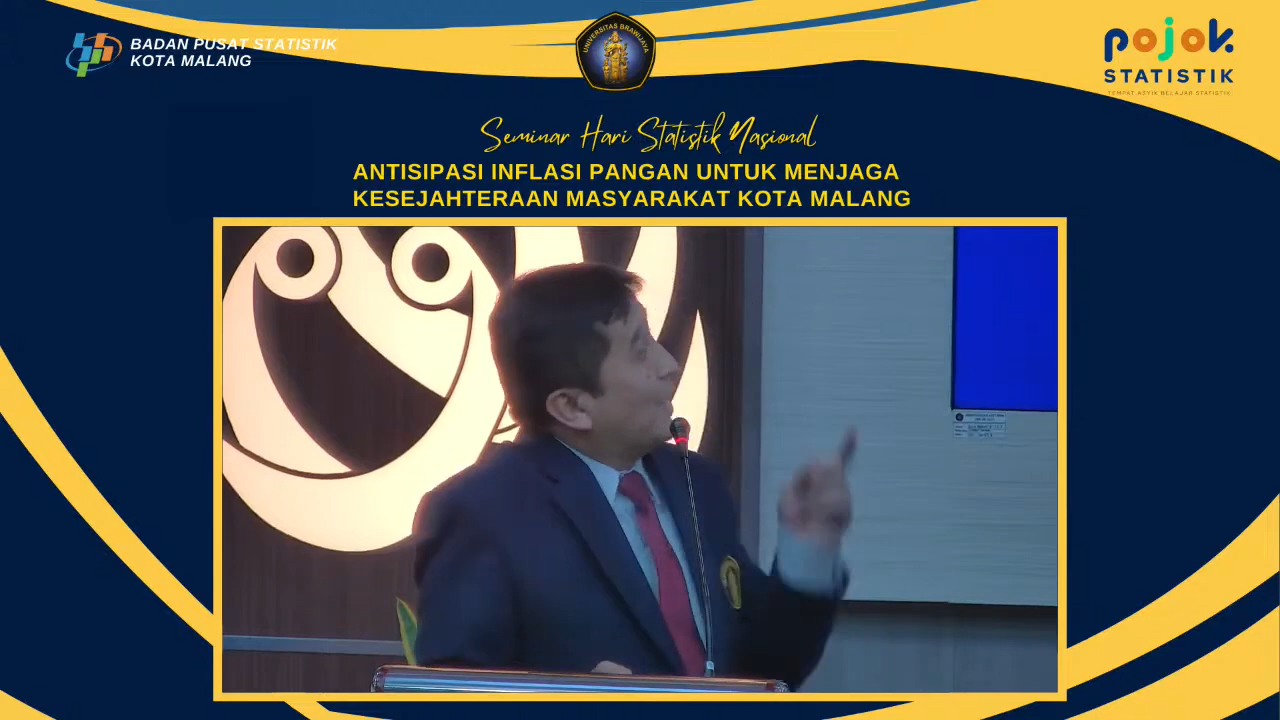 BADAN PUSAT STATISTIK
KOTA MALANG
UNIVERSITAS BRAWIJAYA
pojok
STATISTIK
TEMPAT ASYIK BELAJAR STATISTIK
Seminar Hari Statistik Nasional
ANTISIPASI INFLASI PANGAN UNTUK MENJAGA
KESEJAHTERAAN MASYARAKAT KOTA MALANG